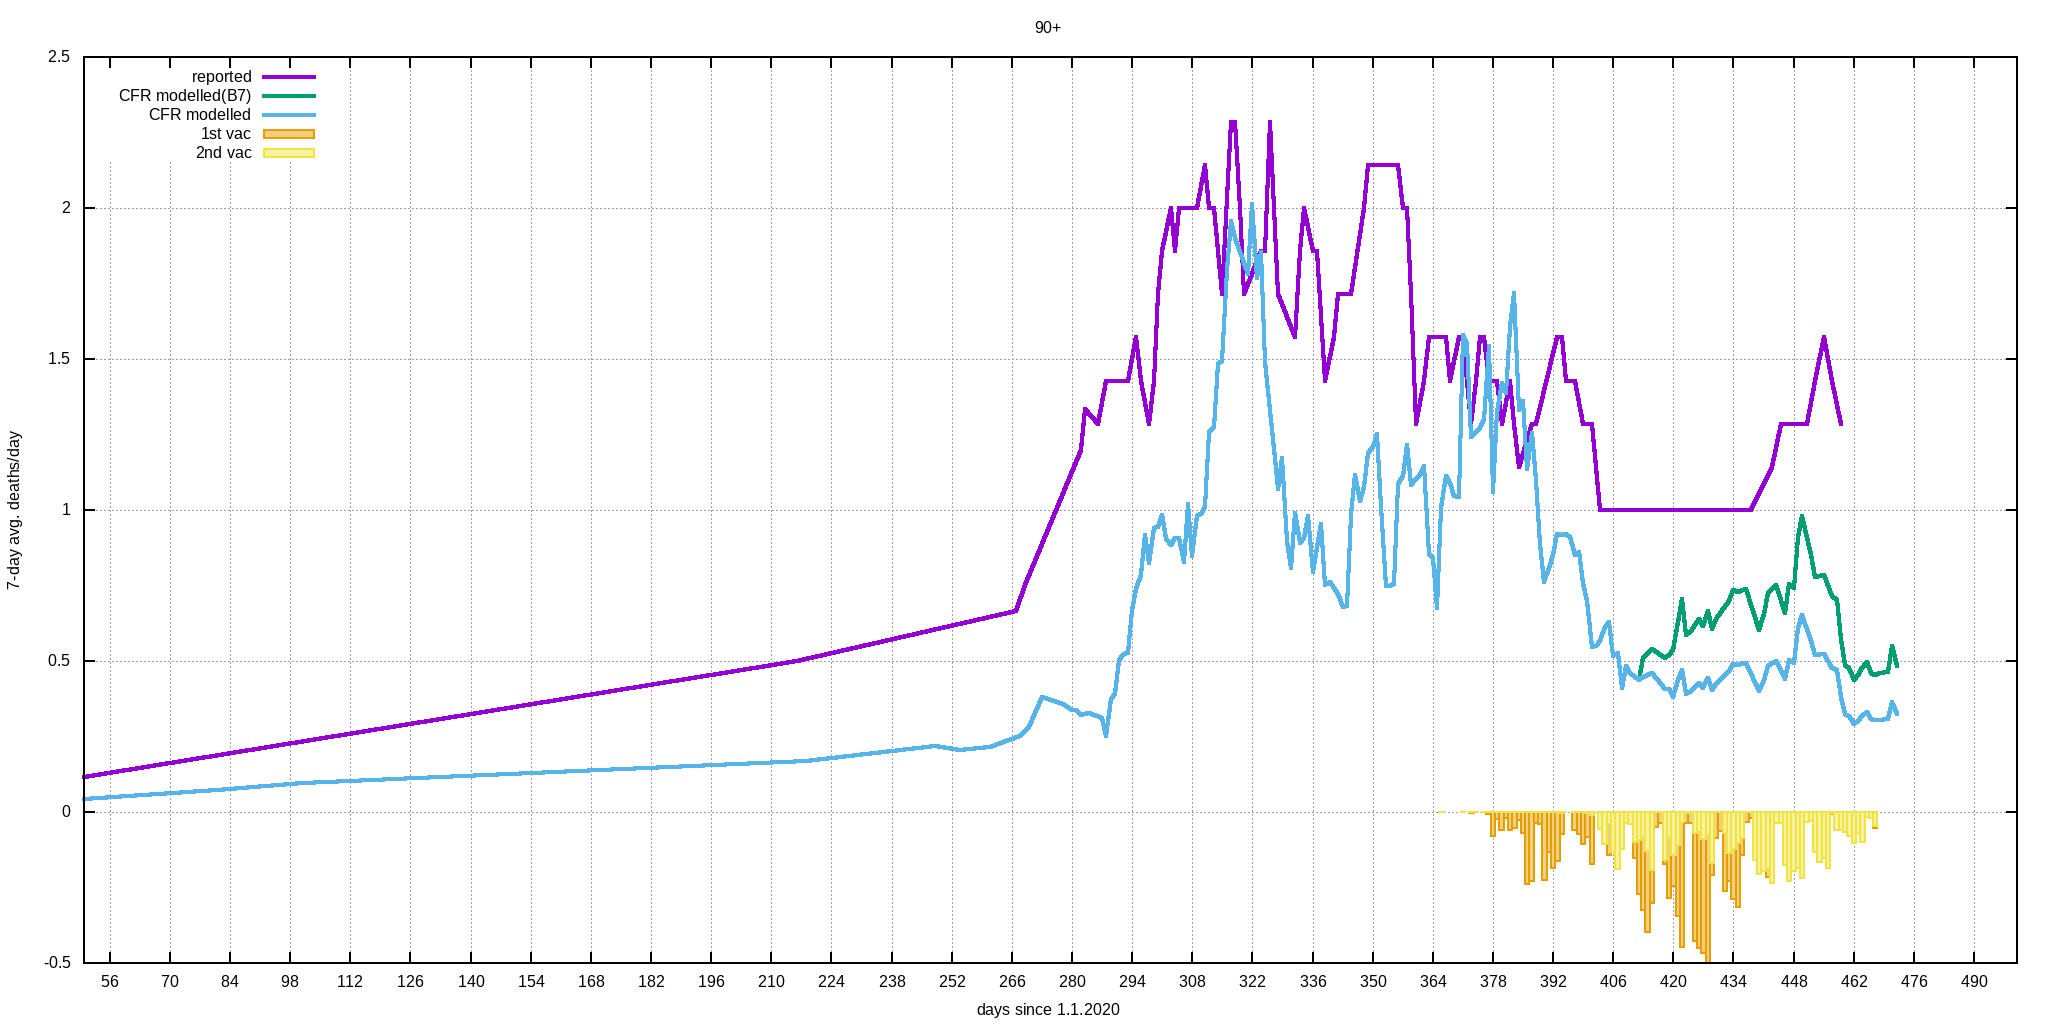 90+
2.5
reported
CFR modelled(B7)
CFR modelled
1st vac
2nd vac
2
1.5
1
0.5
0
-0.5
7-day avg. deaths/day
56 70 84 98 112 126 140 154 168 182 196 210 224 238 252 266 280 294 308 322 336 350 364 378 392 406 420 434 448 462 476 490
days since 1.1.2020